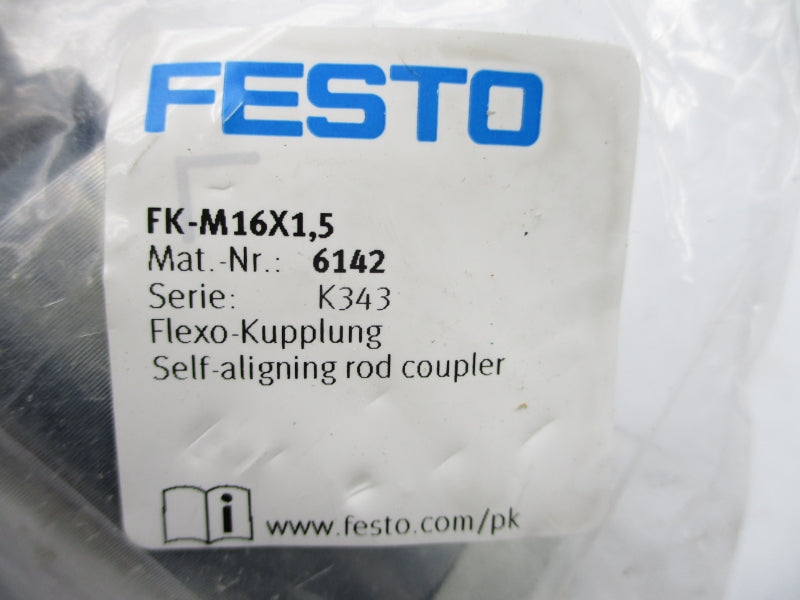 FESTO
FK-M16X1,5
Mat.-Nr.: 6142
Serie: K343
Flexo-Kupplung
Self-aligning rod coupler
i www.festo.com/pk